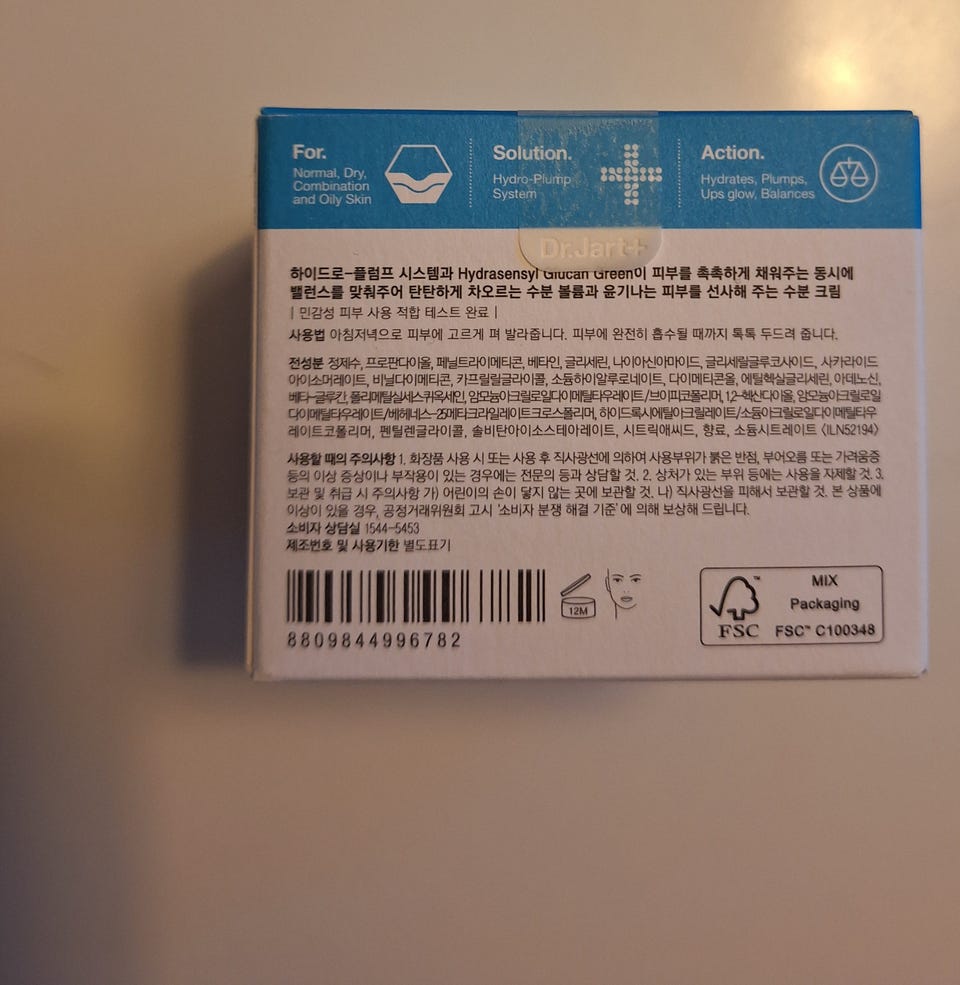 For.
Normal, Dry,
Combination
and Oily Skin
Solution.
Hydro-Plump
System
Action.
Hydrates, Plumps,
Ups glow, Balances
Dr.Jart+
하이드로-플럼프 시스템과 Hydrasensyl Glucan Green이 피부를 촉촉하게 채워주는 동시에
밸런스를 맞춰주어 탄탄하게 차오르는 수분 볼륨과 윤기나는 피부를 선사해 주는 수분 크림
| 민감성 피부 사용 적합 테스트 완료 |
사용법 아침저녁으로 피부에 고르게 펴 발라줍니다. 피부에 완전히 흡수될 때까지 톡톡 두드려 줍니다.
전성분 정제수, 프로판다이올, 페닐트라이메티콘, 베타인, 글리세린, 나이아신아마이드, 글리세릴글루코사이드, 사카라이드
아이소머레이트, 비닐다이메티콘, 카프릴릴글라이콜, 소듐하이알루로네이트, 다이메티콘올, 에틸헥실글리세린, 아데노신,
베타-글루칸, 폴리메틸실세스퀴옥세인, 암모늄아크릴로일다이메틸타우레이트/브이피코폴리머, 1,2-헥산다이올, 암모늄아크릴로일
다이메틸타우레이트/베헤네스-25메타크라일레이트크로스폴리머, 하이드록시에틸아크릴레이트/소듐아크릴로일다이메틸타우
레이트코폴리머, 펜틸렌글라이콜, 솔비탄아이소스테아레이트, 시트릭애씨드, 향료, 소듐시트레이트 <ILN52194>
사용할 때의 주의사항 1. 화장품 사용 시 또는 사용 후 직사광선에 의하여 사용부위가 붉은 반점, 부어오름 또는 가려움증
등의 이상 증상이나 부작용이 있는 경우에는 전문의 등과 상담할 것. 2. 상처가 있는 부위 등에는 사용을 자제할 것. 3.
보관 및 취급 시 주의사항 가) 어린이의 손이 닿지 않는 곳에 보관할 것. 나) 직사광선을 피해서 보관할 것. 본 상품에
이상이 있을 경우, 공정거래위원회 고시 '소비자 분쟁 해결 기준'에 의해 보상해 드립니다.
소비자 상담실 1544-5453
제조번호 및 사용기한 별도표기
8809844996782
12M
FSC
MIX
Packaging
FSC™ C100348